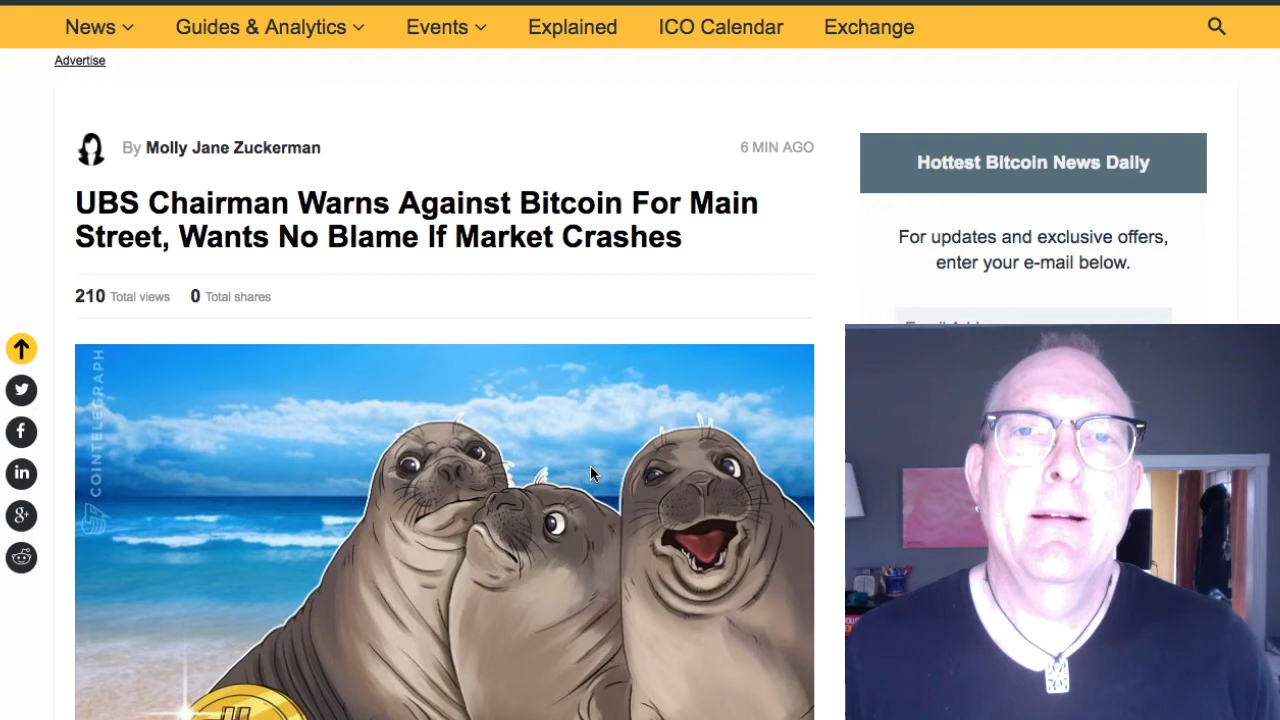 News
Guides & Analytics
Events
Explained
ICO Calendar
Exchange
Advertise
By Molly Jane Zuckerman
6 MIN AGO
UBS Chairman Warns Against Bitcoin For Main
Street, Wants No Blame If Market Crashes
210 Total views
0 Total shares
COINTELEGRAPH
Hottest Bitcoin News Daily
For updates and exclusive offers,
enter your e-mail below.